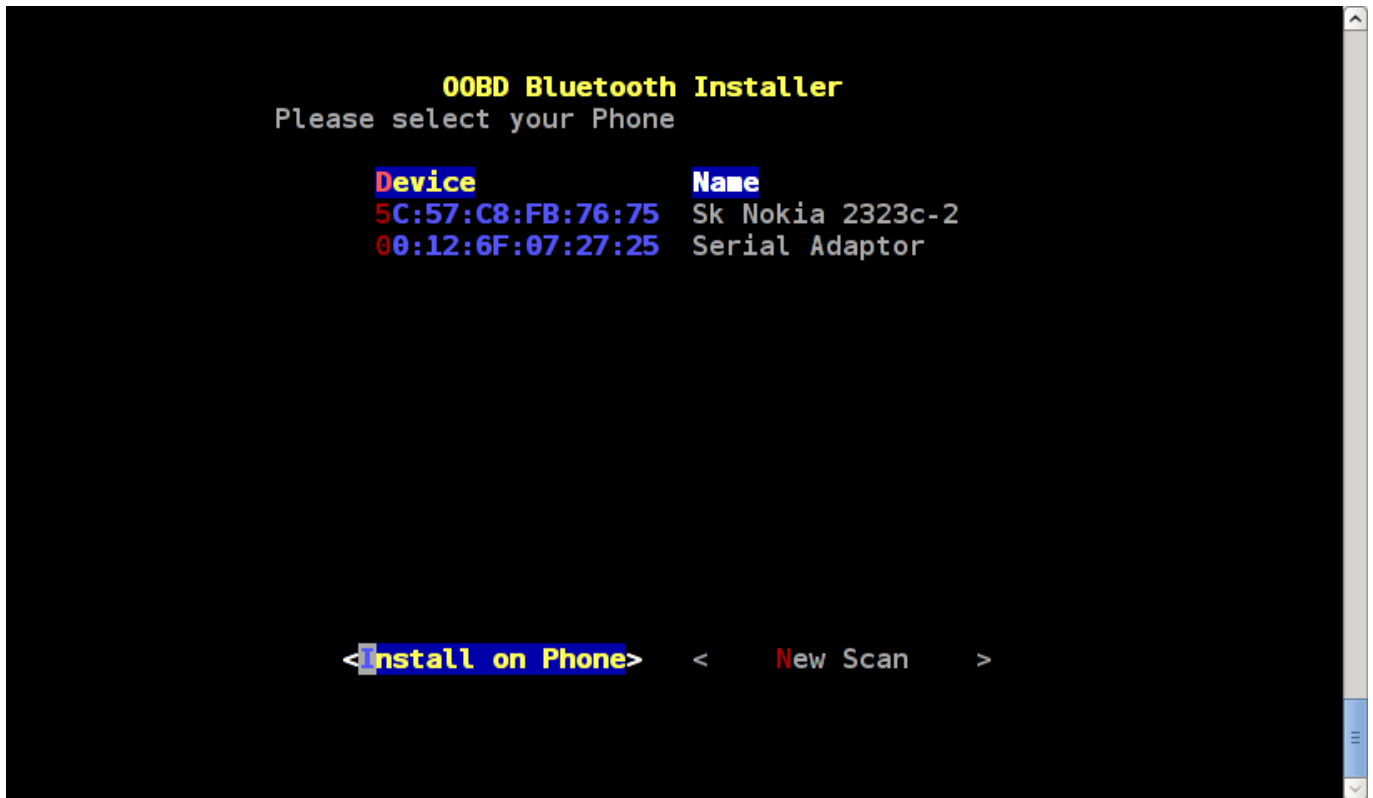 OOBD Bluetooth Installer
Please select your Phone
Device Name
5C:57:C8:FB:76:75 Sk Nokia 2323c-2
00:12:6F:07:27:25 Serial Adaptor
<Install on Phone> < New Scan >